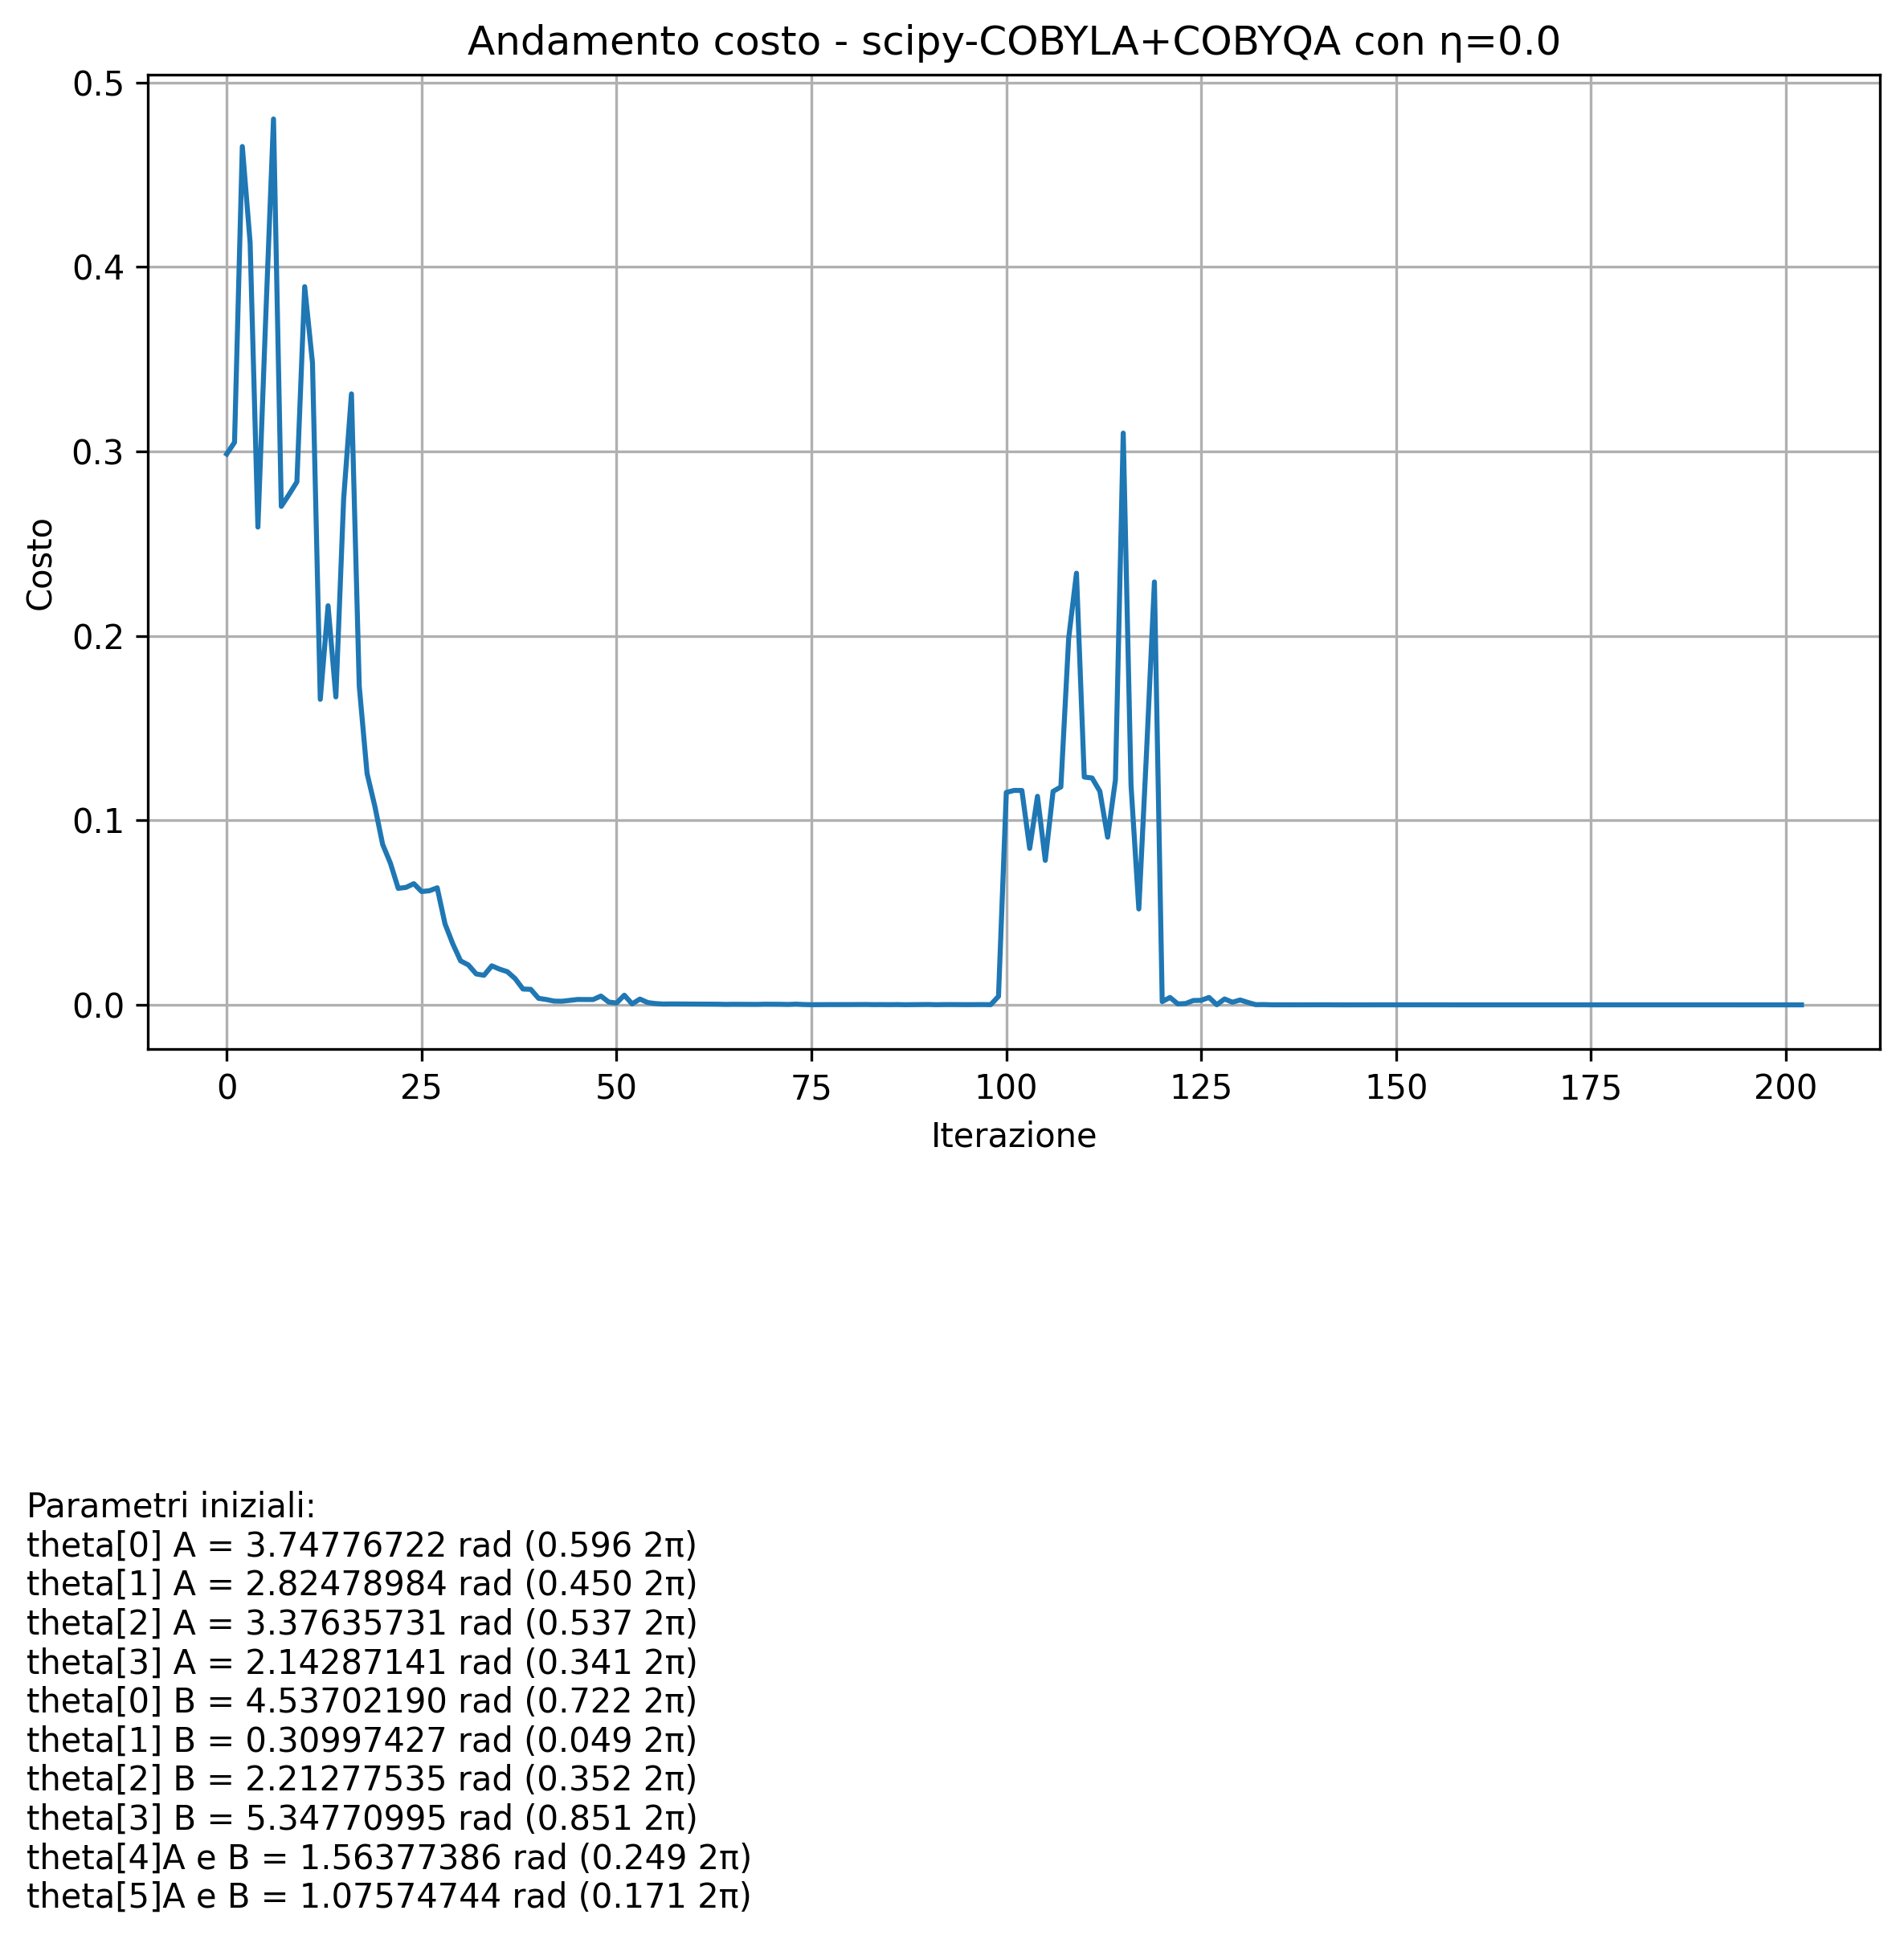 Andamento costo - scipy-COBYLA+COBYQA con η=0.0
0.5
0.4
0.3
0.2
0.1
0.0
Costo
0 25 50 75 100 125 150 175 200
Iterazione
Parametri iniziali:
theta[0] A = 3.74776722 rad (0.596 2π)
theta[1] A = 2.82478984 rad (0.450 2π)
theta[2] A = 3.37635731 rad (0.537 2π)
theta[3] A = 2.14287141 rad (0.341 2π)
theta[0] B = 4.53702190 rad (0.722 2π)
theta[1] B = 0.30997427 rad (0.049 2π)
theta[2] B = 2.21277535 rad (0.352 2π)
theta[3] B = 5.34770995 rad (0.851 2π)
theta[4]A e B = 1.56377386 rad (0.249 2π)
theta[5]A e B = 1.07574744 rad (0.171 2π)